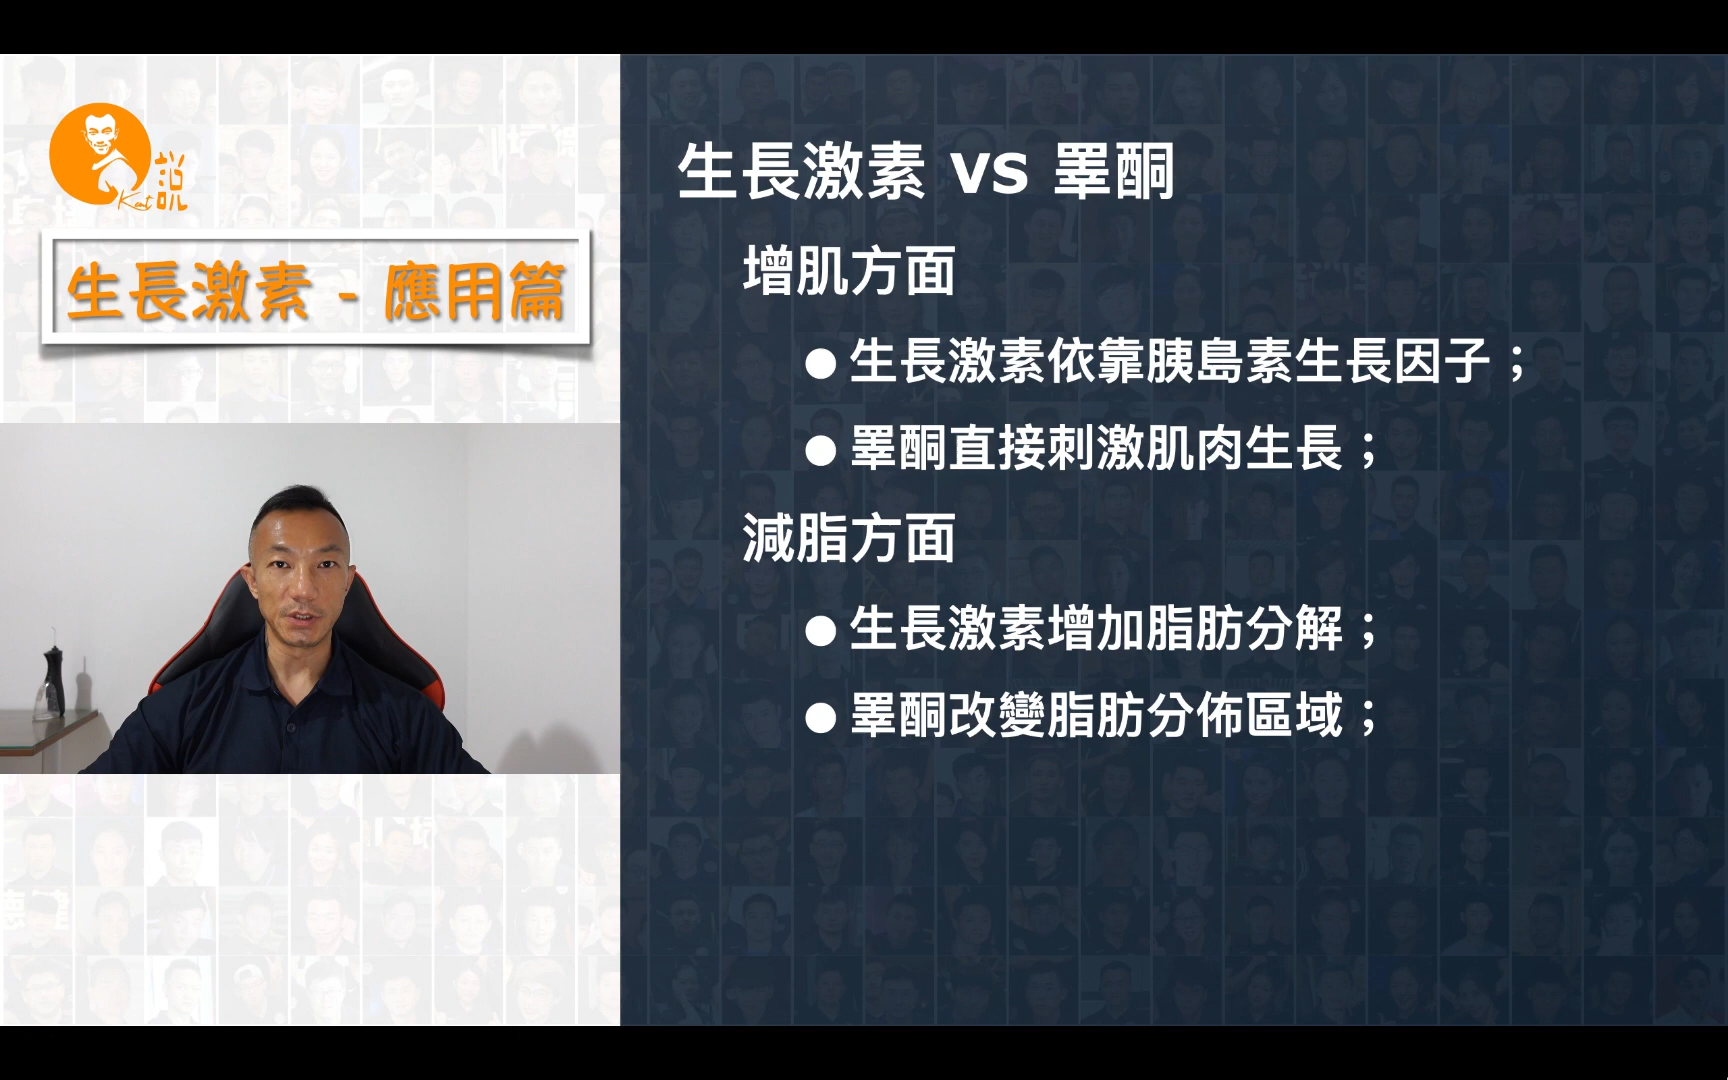 Kent
説
生長激素 - 應用篇
生長激素 vs 睪酮
增肌方面
● 生長激素依靠胰島素生長因子；
● 睪酮直接刺激肌肉生長；
減脂方面
● 生長激素增加脂肪分解；
● 睪酮改變脂肪分佈區域；